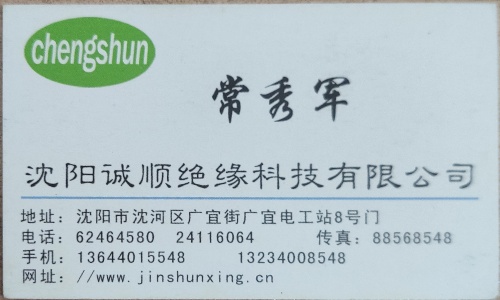 chengshun
常秀军
沈阳诚顺绝缘科技有限公司
地址：沈阳市沈河区广宜街广宜电工站8号门
电话：62464580 24116064 传真：88568548
手机：13644015548 13234008548
网址：//www.jinshunxing.cn